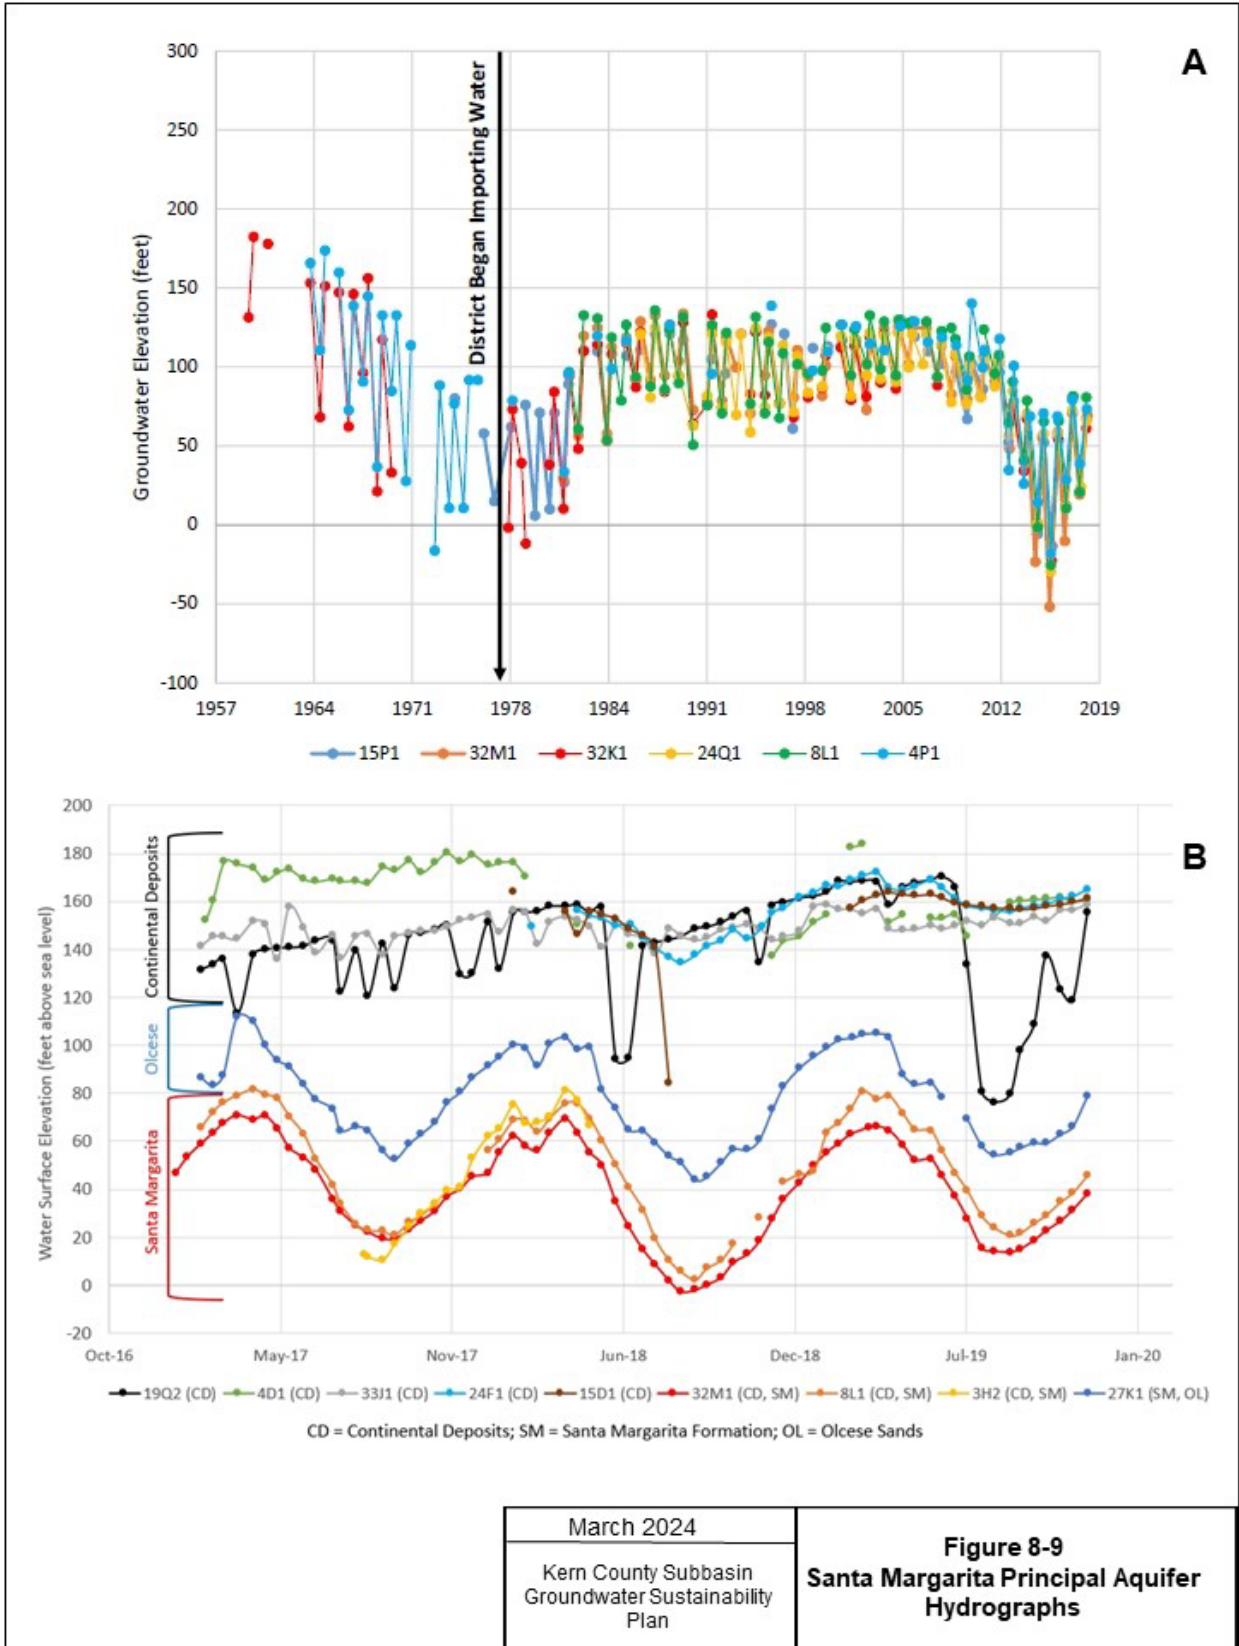 A
300
250
200
150
100
50
0
-50
-100
Groundwater Elevation (feet)
District Began Importing Water
1957 1964 1971 1978 1984 1991 1998 2005 2012 2019
15P1 32M1 32K1 24Q1 8L1 4P1
B
200
180
160
140
120
100
80
60
40
20
0
-20
Water Surface Elevation (feet above sea level)
Continental Deposits
Olcese
Santa Margarita
Oct-16 May-17 Nov-17 Jun-18 Dec-18 Jul-19 Jan-20
19Q2 (CD) 4D1 (CD) 33J1 (CD) 24F1 (CD) 15D1 (CD) 32M1 (CD, SM) 8L1 (CD, SM) 3H2 (CD, SM) 27K1 (SM, OL)
CD = Continental Deposits; SM = Santa Margarita Formation; OL = Olcese Sands
March 2024
Kern County Subbasin
Groundwater Sustainability
Plan
Figure 8-9
Santa Margarita Principal Aquifer
Hydrographs